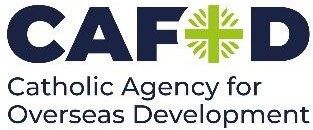 CAFOD
Catholic Agency for
Overseas Development